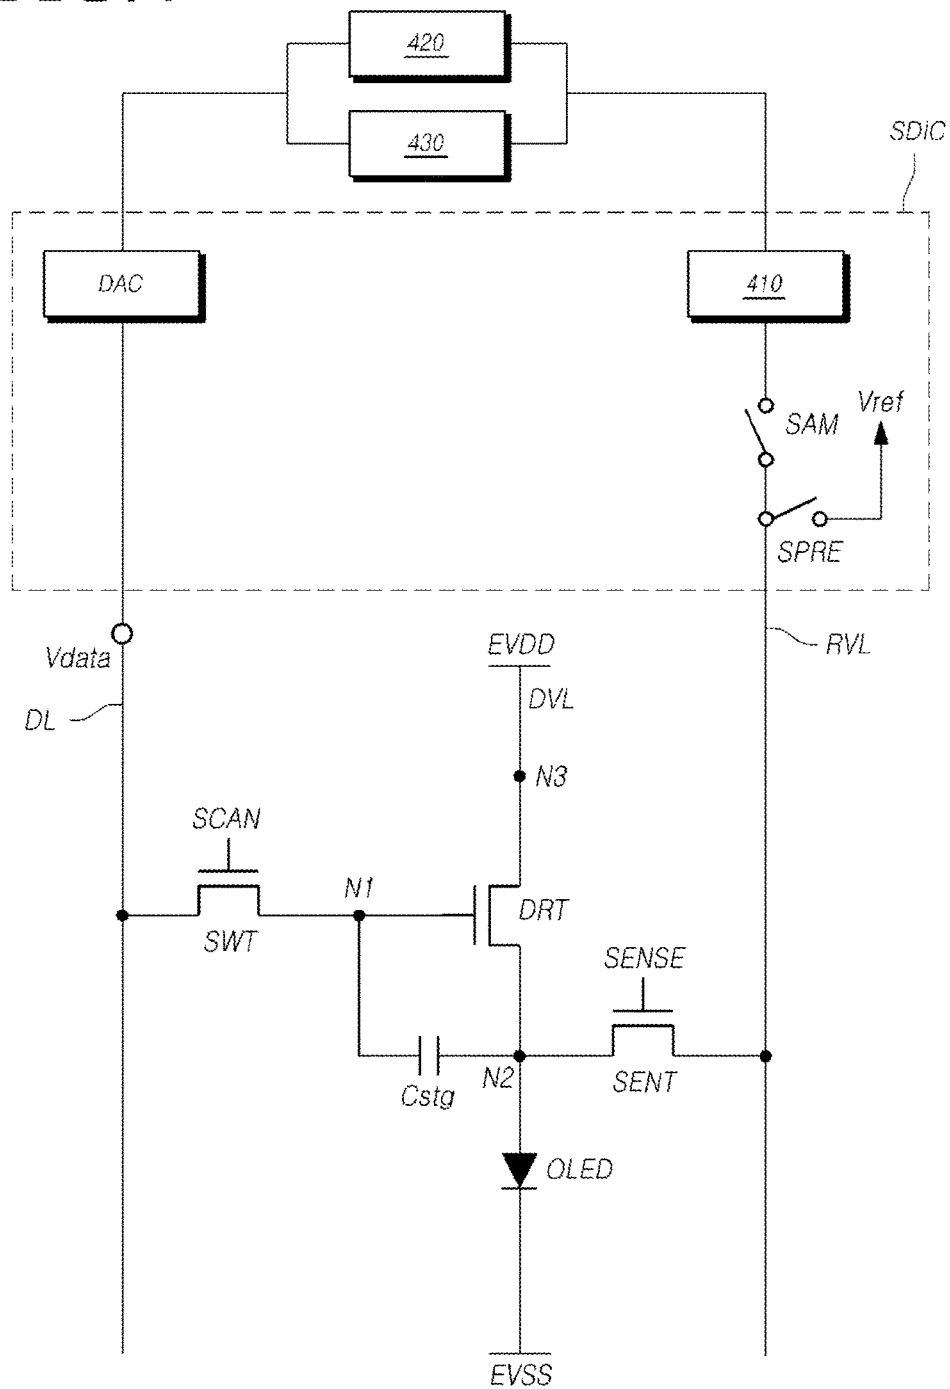 420
430
SDIC
DAC
410
SAM
Vref
SPRE
Vdata
EVDD
RVL
DL
DVL
N3
SCAN
N1
DRT
SWT
SENSE
N2
SENT
Cstg
OLED
EVSS